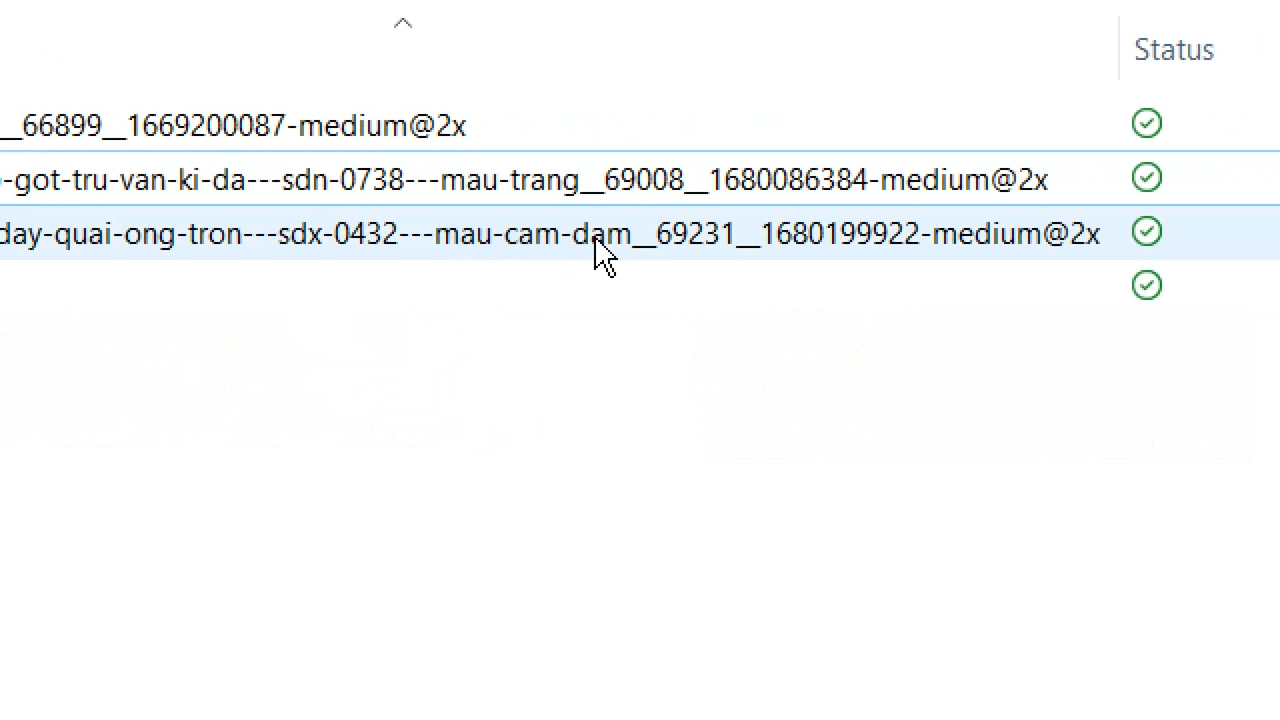 Status
__66899__1669200087-medium@2x
-got-tru-van-ki-da---sdn-0738---mau-trang__69008__1680086384-medium@2x
day-quai-ong-tron---sdx-0432---mau-cam-dam__69231__1680199922-medium@2x